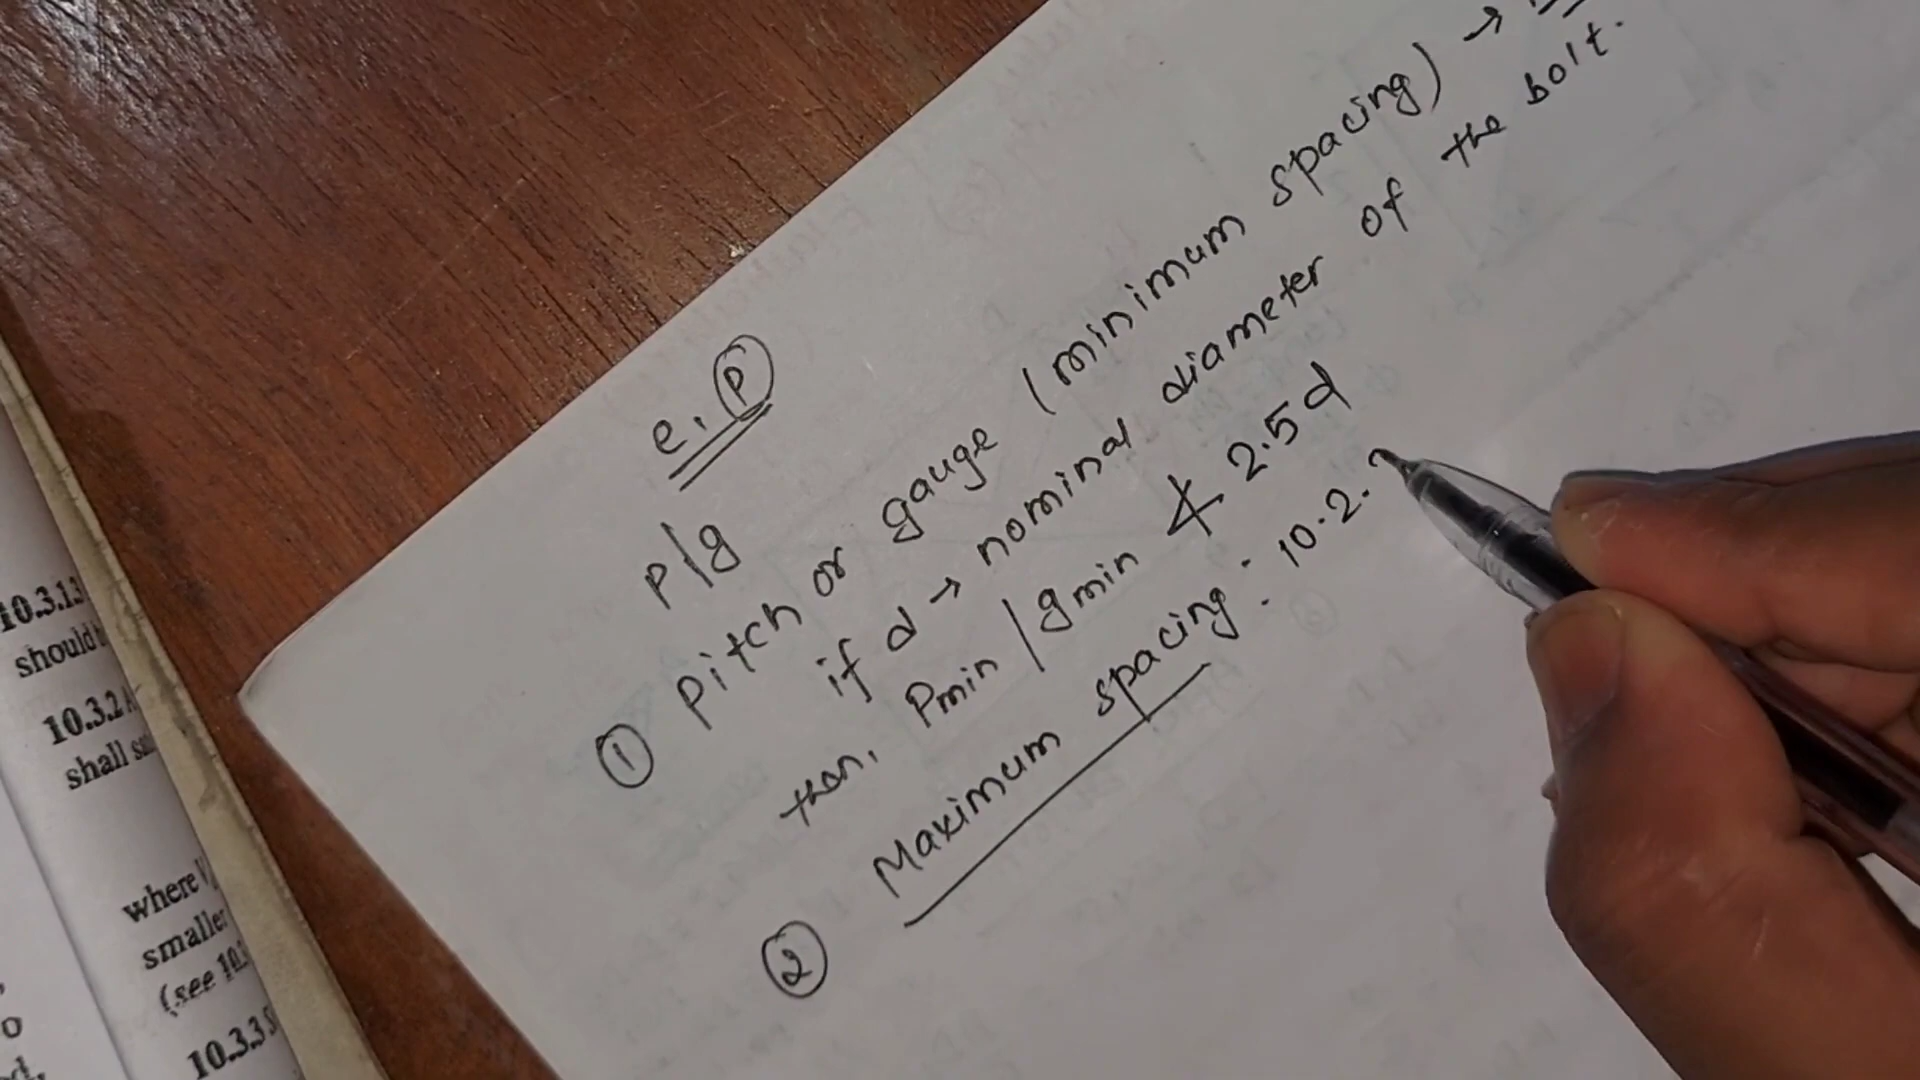 e, p
p/g
① Pitch or gauge (minimum spacing) →
if d → nominal diameter of the bolt.
then, Pmin/gmin ≮ 2.5d
② Maximum spacing: 10.2.
10.3.1
should
10.3.2
shall
where
smaller
(see 10.
10.3.3